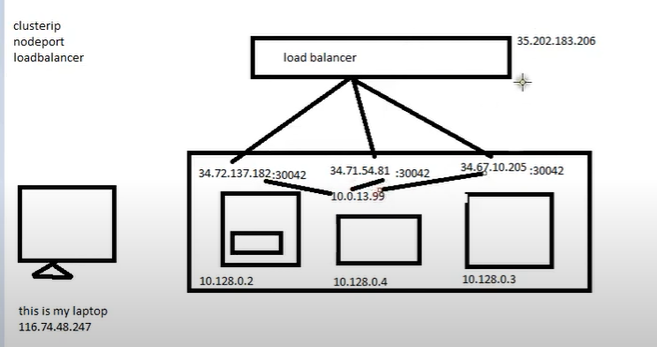 clusterip
nodeport
loadbalancer
load balancer
35.202.183.206
34.72.137.182:30042
34.71.54.81 :30042
34.67.10.205 :30042
10.0.13.99
10.128.0.2
10.128.0.4
10.128.0.3
this is my laptop
116.74.48.247